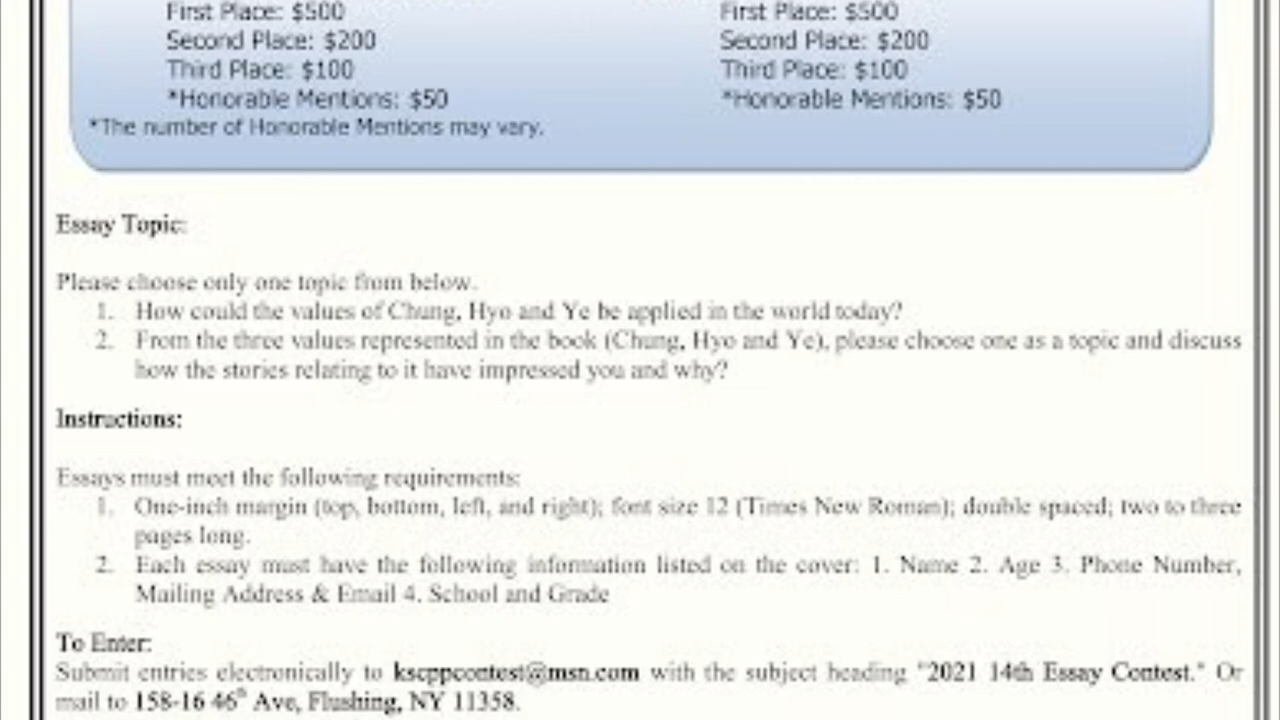 First Place: $500 First Place: $500
Second Place: $200 Second Place: $200
Third Place: $100 Third Place: $100
*Honorable Mentions: $50 *Honorable Mentions: $50
*The number of Honorable Mentions may vary.
Essay Topic:
Please choose only one topic from below.
1. How could the values of Chung, Hyo and Ye be applied in the world today?
2. From the three values represented in the book (Chung, Hyo and Ye), please choose one as a topic and discuss
how the stories relating to it have impressed you and why?
Instructions:
Essays must meet the following requirements:
1. One-inch margin (top, bottom, left, and right); font size 12 (Times New Roman); double spaced; two to three
pages long.
2. Each essay must have the following information listed on the cover: 1. Name 2. Age 3. Phone Number,
Mailing Address & Email 4. School and Grade
To Enter:
Submit entries electronically to kscppcontest@msn.com with the subject heading "2021 14th Essay Contest." Or
mail to 158-16 46th Ave, Flushing, NY 11358.